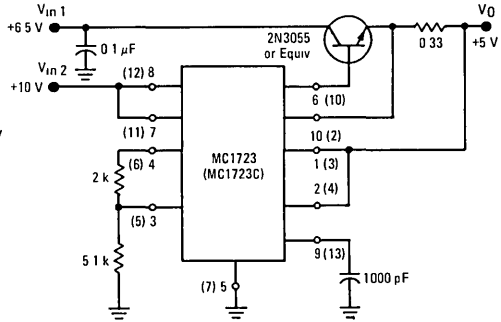 Vin 1
+6 5 V
0 1 μF
2N3055
or Equiv
0 33
VO
+5 V
Vin 2
+10 V
(12) 8
6 (10)
(11) 7
10 (2)
(6) 4
1 (3)
MC1723
(MC1723C)
2 k
2 (4)
(5) 3
9 (13)
5 1 k
(7) 5
1000 pF